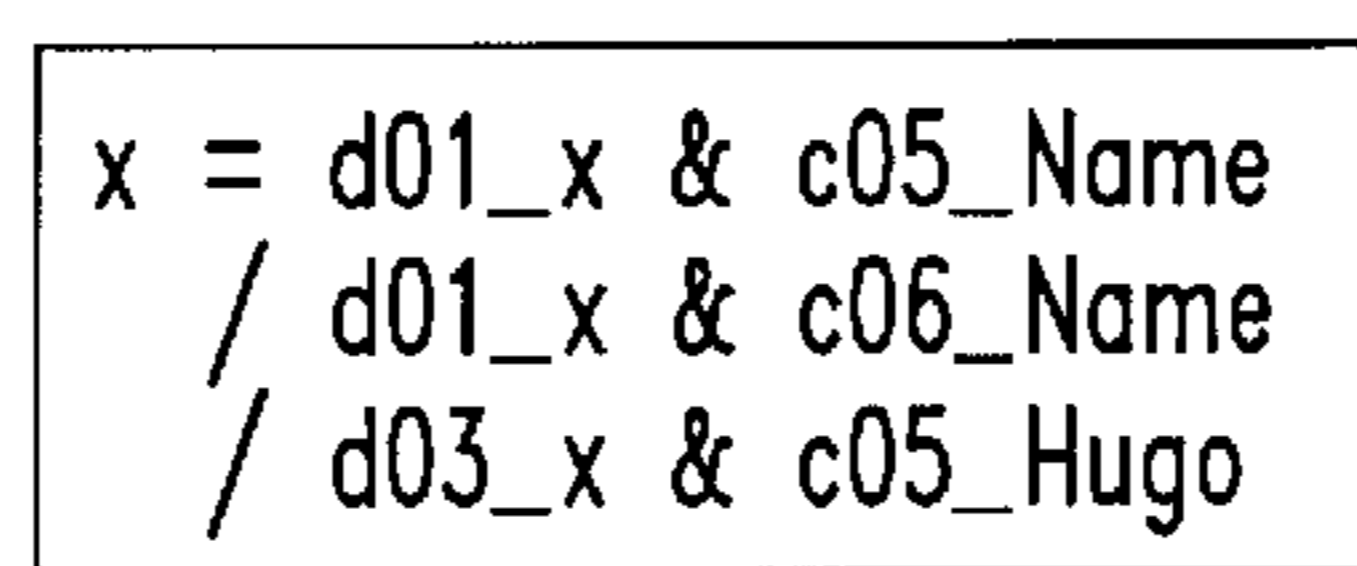 x = d01_x & c05_Name
/ d01_x & c06_Name
/ d03_x & c05_Hugo